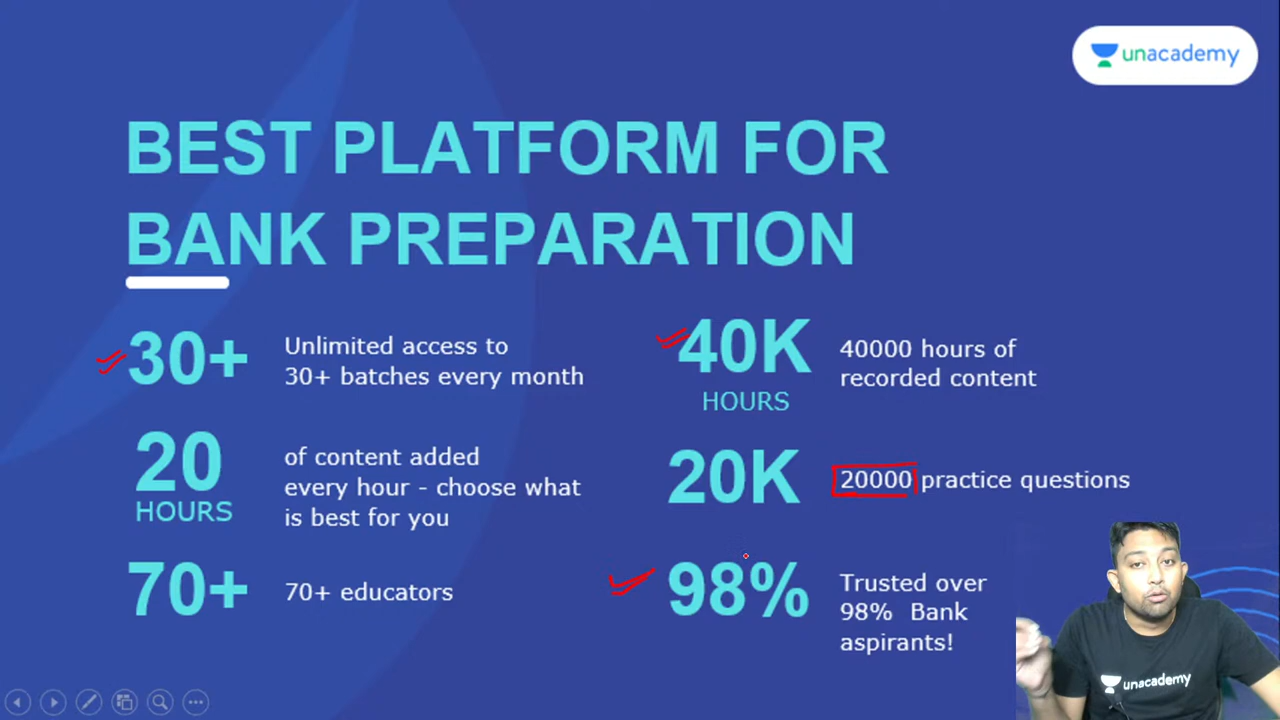 unacademy
BEST PLATFORM FOR
BANK PREPARATION
30+
Unlimited access to
30+ batches every month
20
HOURS
of content added
every hour - choose what
is best for you
70+
70+ educators
40K
HOURS
40000 hours of
recorded content
20K
20000 practice questions
98%
Trusted over
98% Bank
aspirants!
unacademy